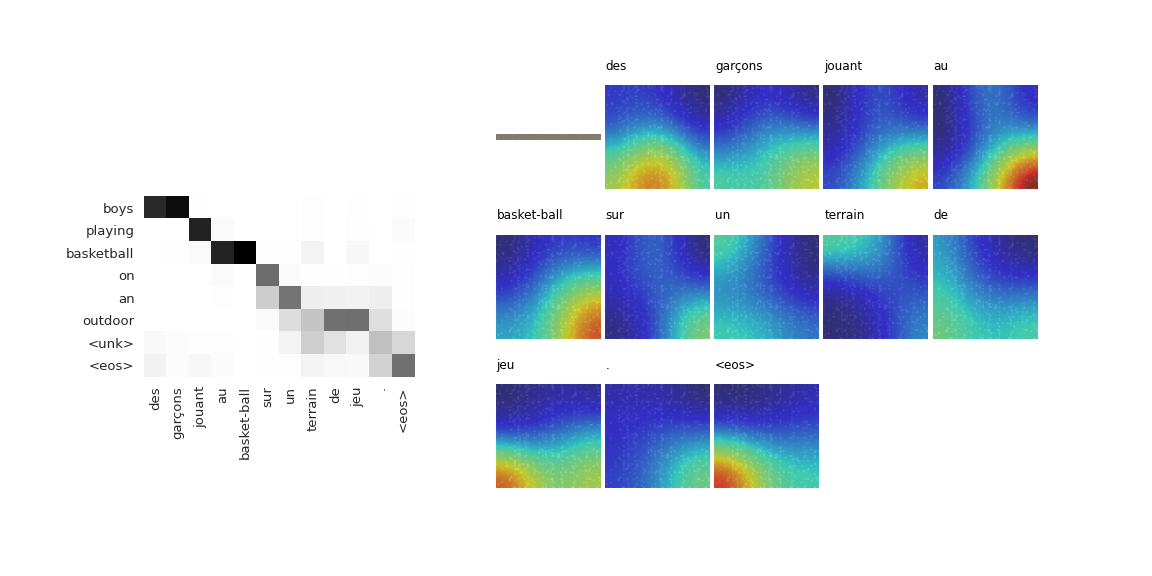 boys
playing
basketball
on
an
outdoor
<unk>
<eos>
des
garçons
jouant
au
basket-ball
sur
un
terrain
de
jeu
.
<eos>
des garçons jouant au
basket-ball sur un terrain de
jeu . <eos>